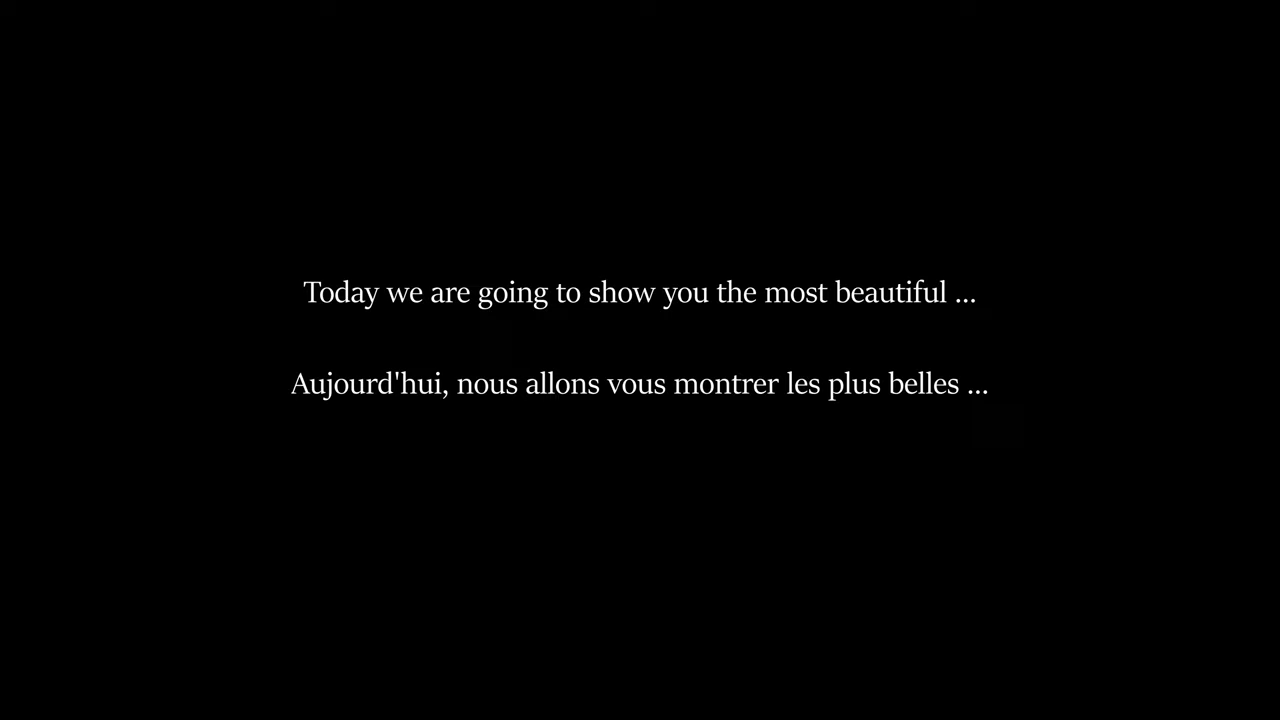 Today we are going to show you the most beautiful ...
Aujourd'hui, nous allons vous montrer les plus belles ...